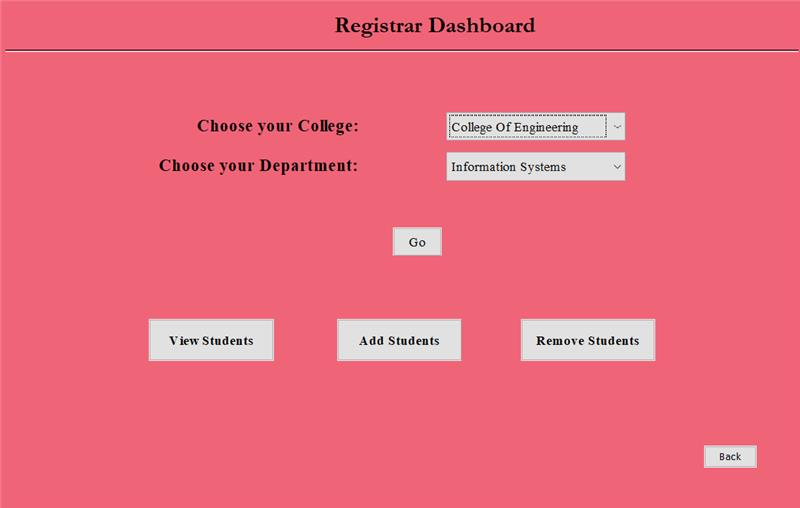 Registrar Dashboard
Choose your College:
College Of Engineering
Choose your Department:
Information Systems
Go
View Students
Add Students
Remove Students
Back